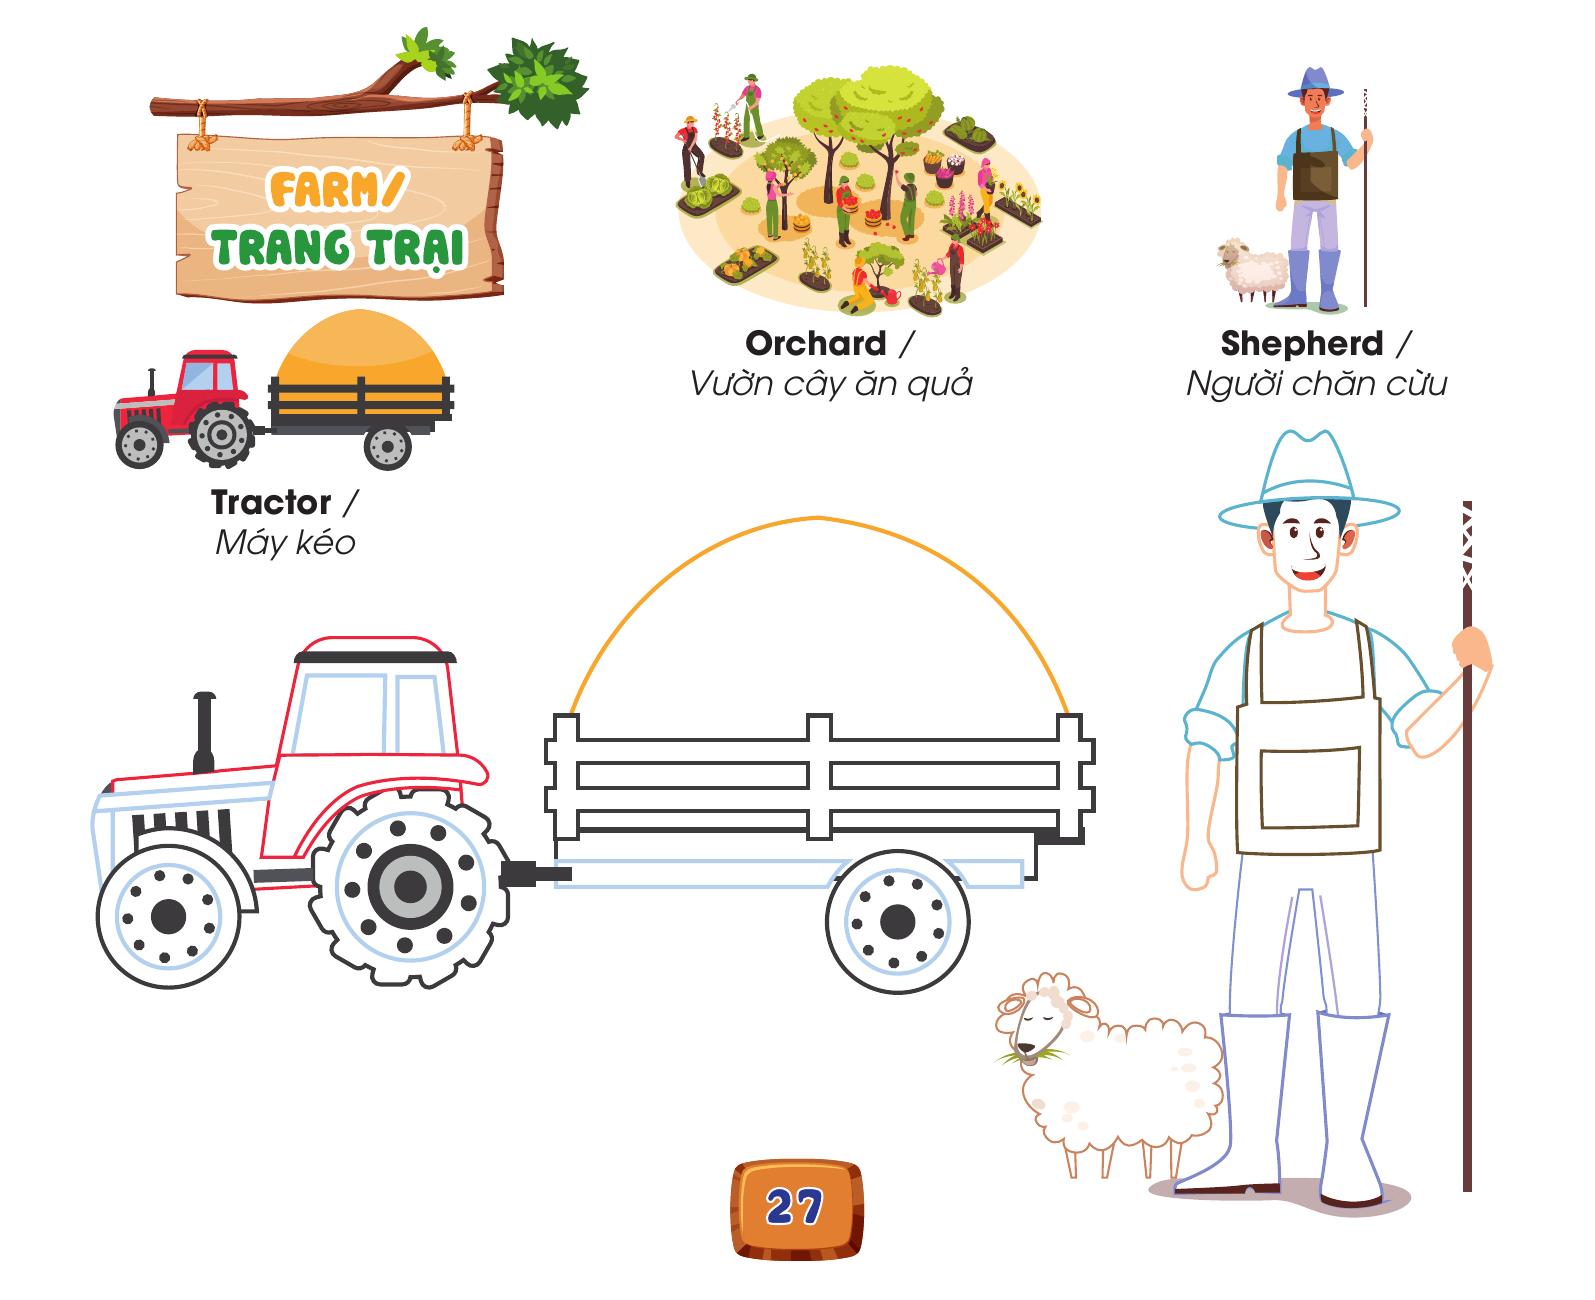 FARM/
TRANG TRẠI
Orchard /
Vườn cây ăn quả
Shepherd /
Người chăn cừu
Tractor /
Máy kéo
27